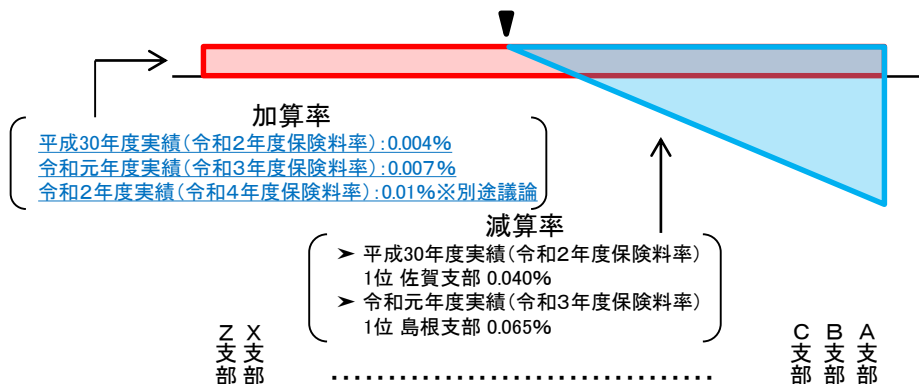 加算率
平成30年度実績(令和２年度保険料率):0.004%
令和元年度実績(令和３年度保険料率):0.007%
令和２年度実績(令和４年度保険料率):0.01%※別途議論
減算率
➤ 平成30年度実績(令和２年度保険料率)
1位 佐賀支部 0.040%
➤ 令和元年度実績(令和３年度保険料率)
1位 島根支部 0.065%
Ｚ支部
Ｘ支部
Ｃ支部
Ｂ支部
Ａ支部